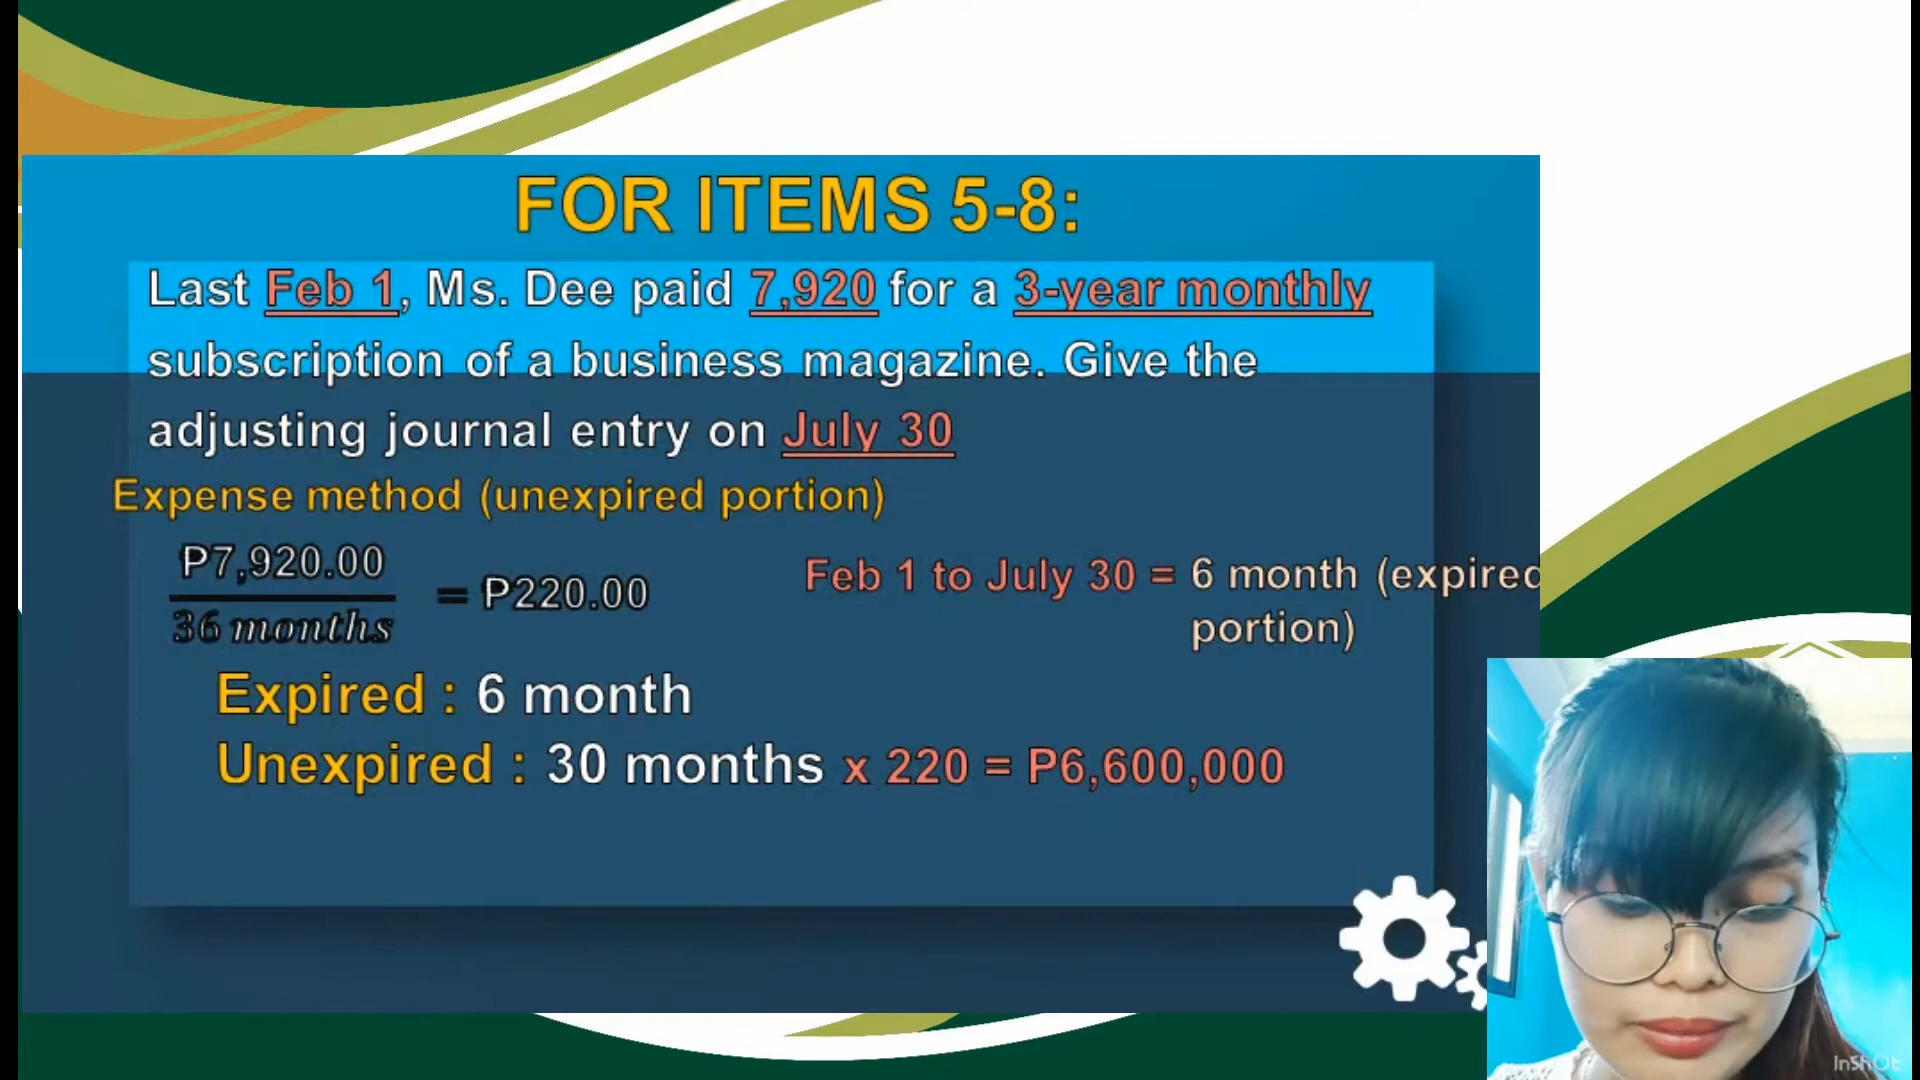 FOR ITEMS 5-8:
Last Feb 1, Ms. Dee paid 7,920 for a 3-year monthly
subscription of a business magazine. Give the
adjusting journal entry on July 30
Expense method (unexpired portion)
P7,920.00
36 months
= P220.00
Feb 1 to July 30 = 6 month (expired
portion)
Expired : 6 month
Unexpired : 30 months x 220 = P6,600,000
InShOt